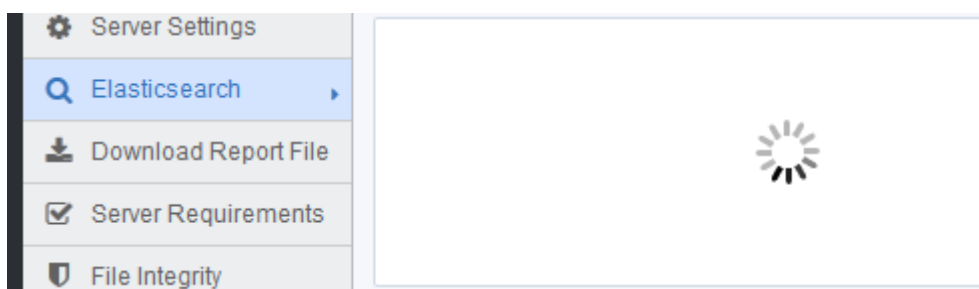 Server Settings
Elasticsearch
Download Report File
Server Requirements
File Integrity